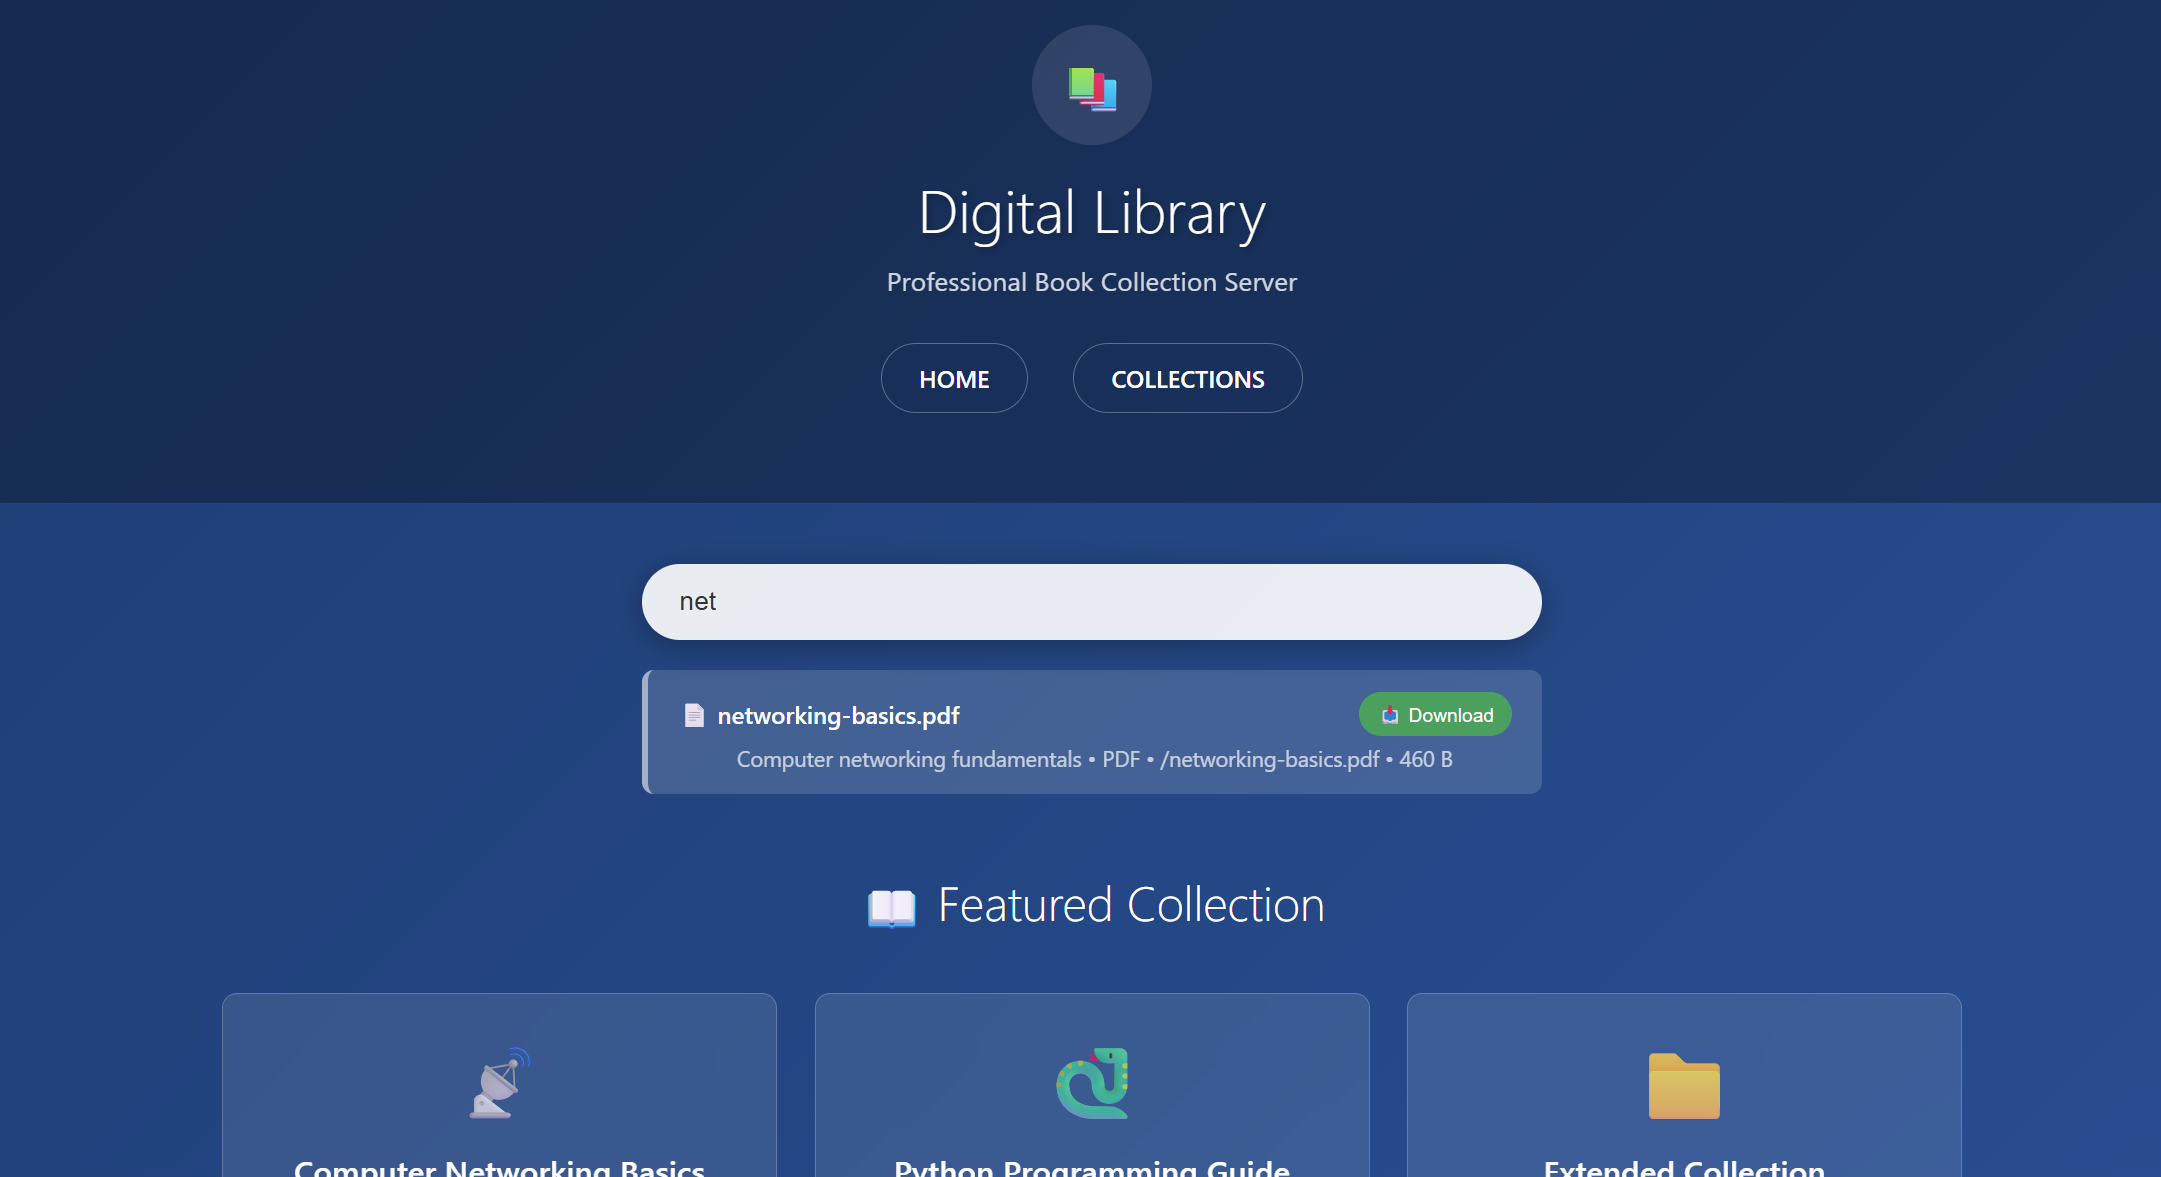 Digital Library
Professional Book Collection Server
HOME
COLLECTIONS
net
networking-basics.pdf
Download
Computer networking fundamentals • PDF • /networking-basics.pdf • 460 B
Featured Collection
Computer Networking Basics
Python Programming Guide
Extended Collection